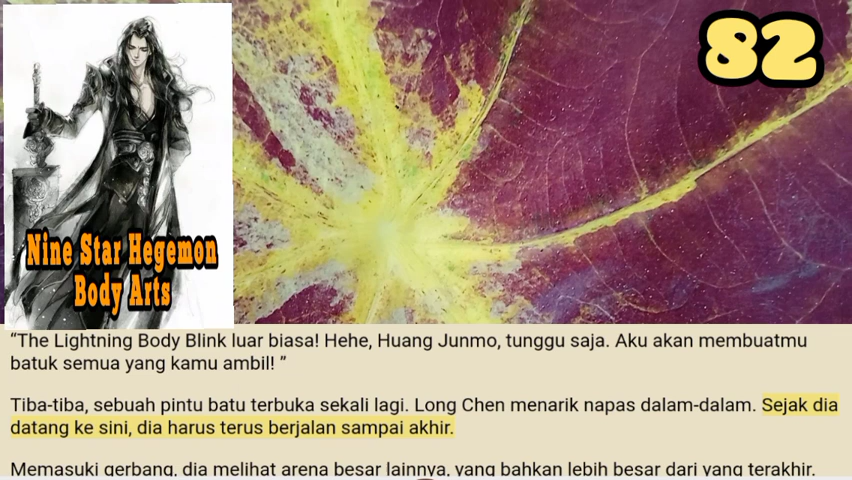 82
Nine Star Hegemon
Body Arts
“The Lightning Body Blink luar biasa! Hehe, Huang Junmo, tunggu saja. Aku akan membuatmu
batuk semua yang kamu ambil! ”
Tiba-tiba, sebuah pintu batu terbuka sekali lagi. Long Chen menarik napas dalam-dalam. Sejak dia
datang ke sini, dia harus terus berjalan sampai akhir.
Memasuki gerbang, dia melihat arena besar lainnya, yang bahkan lebih besar dari yang terakhir.